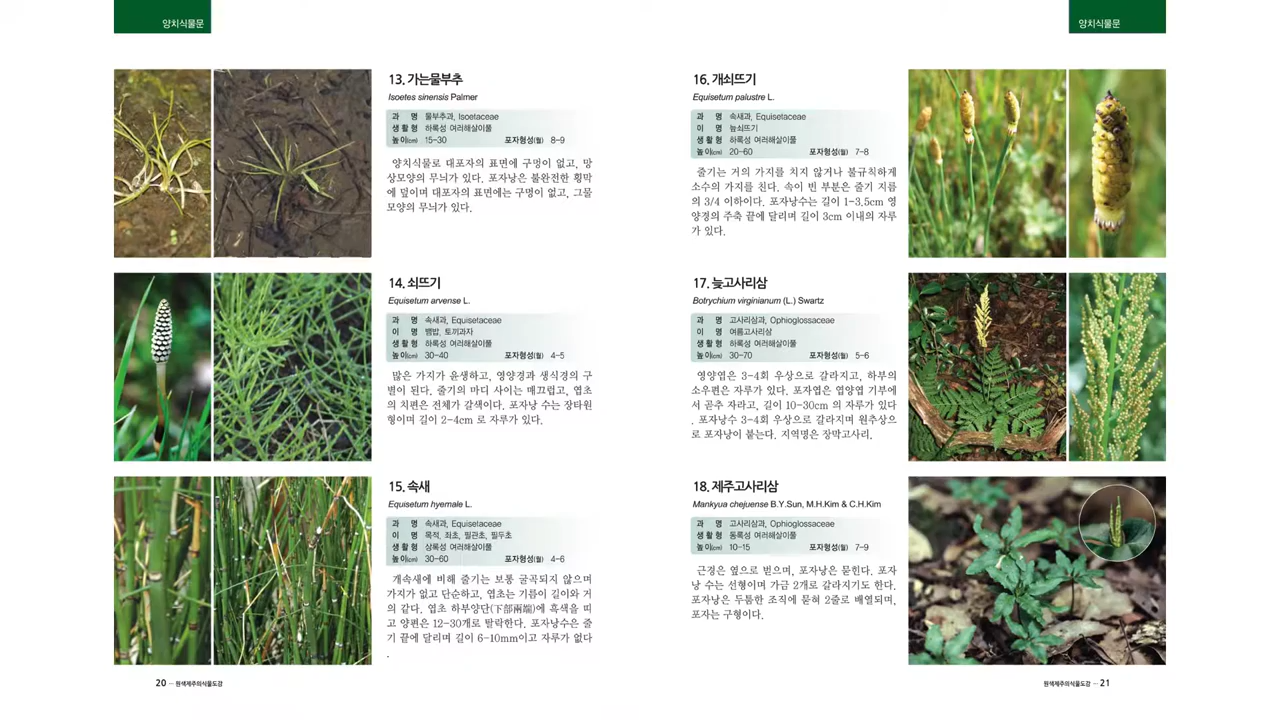 양치식물문
13. 가는물부추
Isoetes sinensis Palmer
과 명 물부추과, Isoetaceae
생 활 형 하록성 여러해살이풀
높이(cm) 15-30 포자형성(월) 8-9
양치식물로 대포자의 표면에 구멍이 없고, 망
상모양의 무늬가 있다. 포자낭은 불완전한 횡막
에 덮이며 대포자의 표면에는 구멍이 없고, 그물
모양의 무늬가 있다.
14. 쇠뜨기
Equisetum arvense L.
과 명 속새과, Equisetaceae
이 명 뱀밥, 토끼과자
생 활 형 하록성 여러해살이풀
높이(cm) 30-40 포자형성(월) 4-5
많은 가지가 윤생하고, 영양경과 생식경의 구
별이 된다. 줄기의 마디 사이는 매끄럽고, 엽초
의 치편은 전체가 갈색이다. 포자낭 수는 장타원
형이며 길이 2-4cm 로 자루가 있다.
15. 속새
Equisetum hyemale L.
과 명 속새과, Equisetaceae
이 명 목적, 좌초, 필관초, 필두초
생 활 형 상록성 여러해살이풀
높이(cm) 30-60 포자형성(월) 4-6
개속새에 비해 줄기는 보통 굴곡되지 않으며
가지가 없고 단순하고, 엽초는 기름이 길이와 거
의 같다. 엽초 하부양단(下部兩端)에 흑색을 띠
고 양편은 12-30개로 탈락한다. 포자낭수은 줄
기 끝에 달리며 길이 6-10mm이고 자루가 없다
.
20 - 원색제주의식물도감
양치식물문
16. 개쇠뜨기
Equisetum palustre L.
과 명 속새과, Equisetaceae
이 명 늪쇠뜨기
생 활 형 하록성 여러해살이풀
높이(cm) 20-60 포자형성(월) 7-8
줄기는 거의 가지를 치지 않거나 불규칙하게
소수의 가지를 친다. 속이 빈 부분은 줄기 지름
의 3/4 이하이다. 포자낭수는 길이 1-3.5cm 영
양경의 주축 끝에 달리며 길이 3cm 이내의 자루
가 있다.
17. 늦고사리삼
Botrychium virginianum (L.) Swartz
과 명 고사리삼과, Ophioglossaceae
이 명 여름고사리삼
생 활 형 하록성 여러해살이풀
높이(cm) 30-70 포자형성(월) 5-6
영양엽은 3-4회 우상으로 갈라지고, 하부의
소우편은 자루가 있다. 포자엽은 엽양엽 기부에
서 곧추 자라고, 길이 10-30cm 의 자루가 있다
. 포자낭수 3-4회 우상으로 갈라지며 원추상으
로 포자낭이 붙는다. 지역명은 장막고사리.
18. 제주고사리삼
Mankyua chejuense B.Y.Sun, M.H.Kim & C.H.Kim
과 명 고사리삼과, Ophioglossaceae
생 활 형 동록성 여러해살이풀
높이(cm) 10-15 포자형성(월) 7-9
근경은 옆으로 벋으며, 포자낭은 묻힌다. 포자
낭 수는 선형이며 가금 2개로 갈라지기도 한다.
포자낭은 두툼한 조직에 묻혀 2줄로 배열되며,
포자는 구형이다.
원색제주의식물도감 - 21